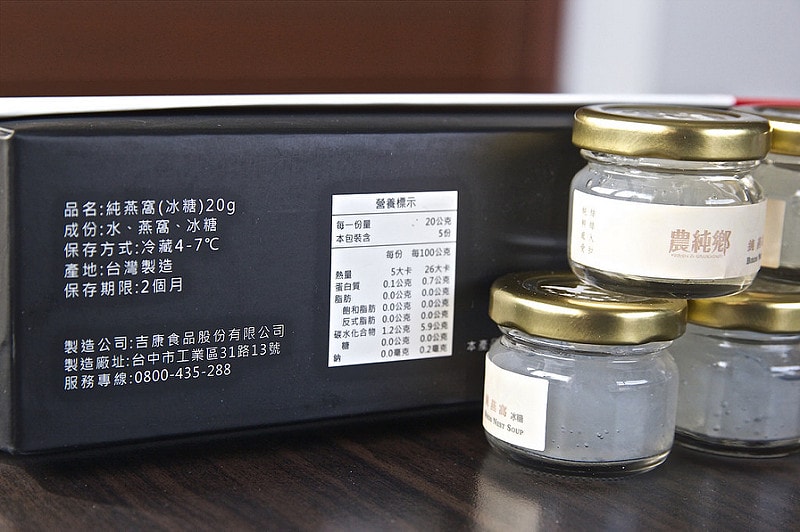 品名:純燕窩(冰糖)20g
成份:水、燕窩、冰糖
保存方式:冷藏4-7℃
產地:台灣製造
保存期限:2個月
製造公司:吉康食品股份有限公司
製造廠址:台中市工業區31路13號
服務專線:0800-435-288
營養標示
每一份量 20公克
本包裝含 5份
每份 每100公克
熱量 5大卡 26大卡
蛋白質 0.1公克 0.7公克
脂肪 0.0公克 0.0公克
飽和脂肪 0.0公克 0.0公克
反式脂肪 0.0公克 0.0公克
碳水化合物 1.2公克 5.9公克
糖 0.0公克 0.0公克
鈉 0.0毫克 0.2毫克
本產
農純鄉
燕窩 冰糖
Nest Soup